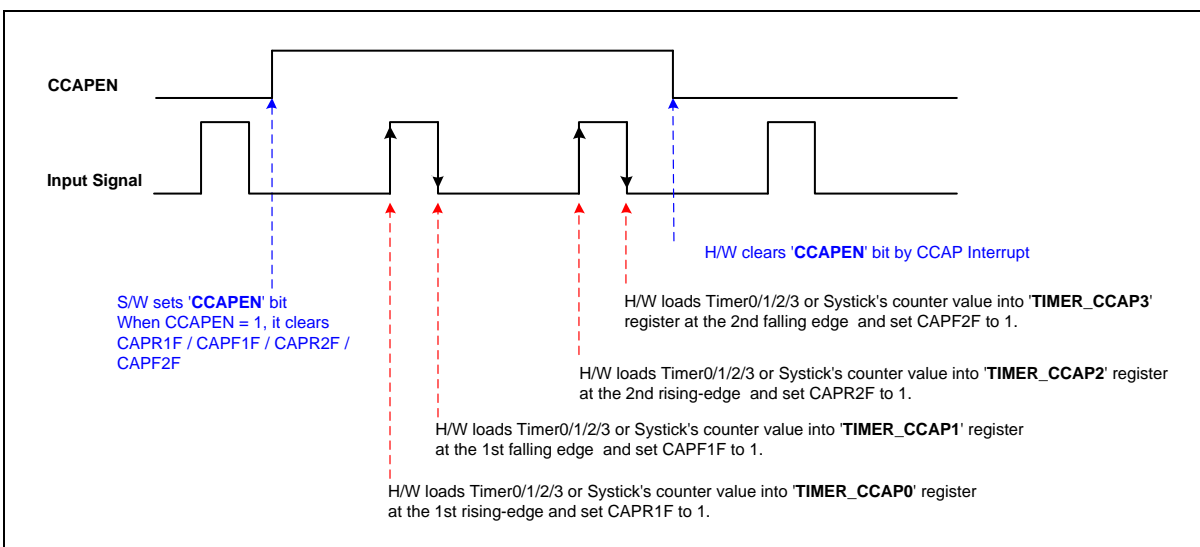 CCAPEN
Input Signal
H/W clears 'CCAPEN' bit by CCAP Interrupt
S/W sets 'CCAPEN' bit
When CCAPEN = 1, it clears
CAPR1F / CAPF1F / CAPR2F /
CAPF2F
H/W loads Timer0/1/2/3 or Systick's counter value into 'TIMER_CCAP3'
register at the 2nd falling edge and set CAPF2F to 1.
H/W loads Timer0/1/2/3 or Systick's counter value into 'TIMER_CCAP2' register
at the 2nd rising-edge and set CAPR2F to 1.
H/W loads Timer0/1/2/3 or Systick's counter value into 'TIMER_CCAP1' register
at the 1st falling edge and set CAPF1F to 1.
H/W loads Timer0/1/2/3 or Systick's counter value into 'TIMER_CCAP0' register
at the 1st rising-edge and set CAPR1F to 1.